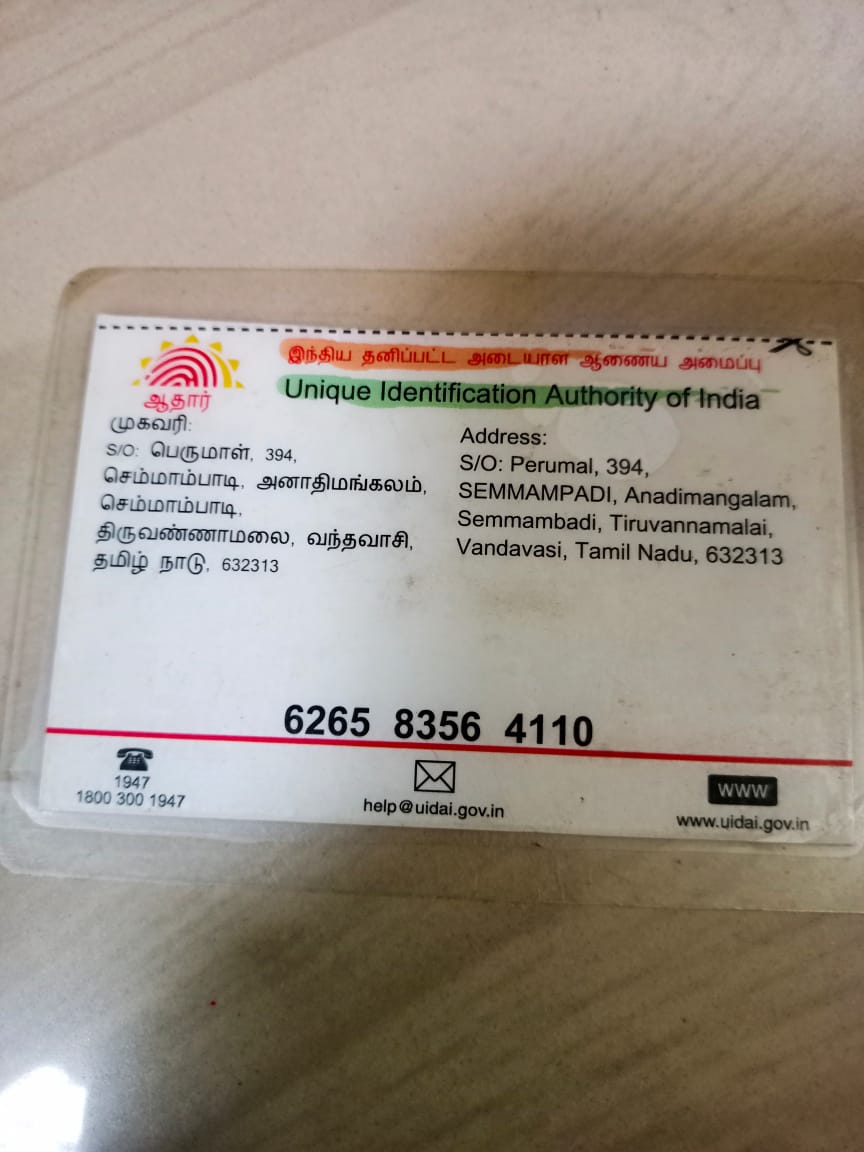 இந்திய தனிப்பட்ட அடையாள ஆணைய அமைப்பு
Unique Identification Authority of India
ஆதார்
முகவரி:
S/O: பெருமாள், 394,
செம்மாம்பாடி, அனாதிமங்கலம்,
செம்மாம்பாடி,
திருவண்ணாமலை, வந்தவாசி,
தமிழ் நாடு, 632313
Address:
S/O: Perumal, 394,
SEMMAMPADI, Anadimangalam,
Semmambadi, Tiruvannamalai,
Vandavasi, Tamil Nadu, 632313
6265 8356 4110
1947
1800 300 1947
help@uidai.gov.in
WWW
www.uidai.gov.in